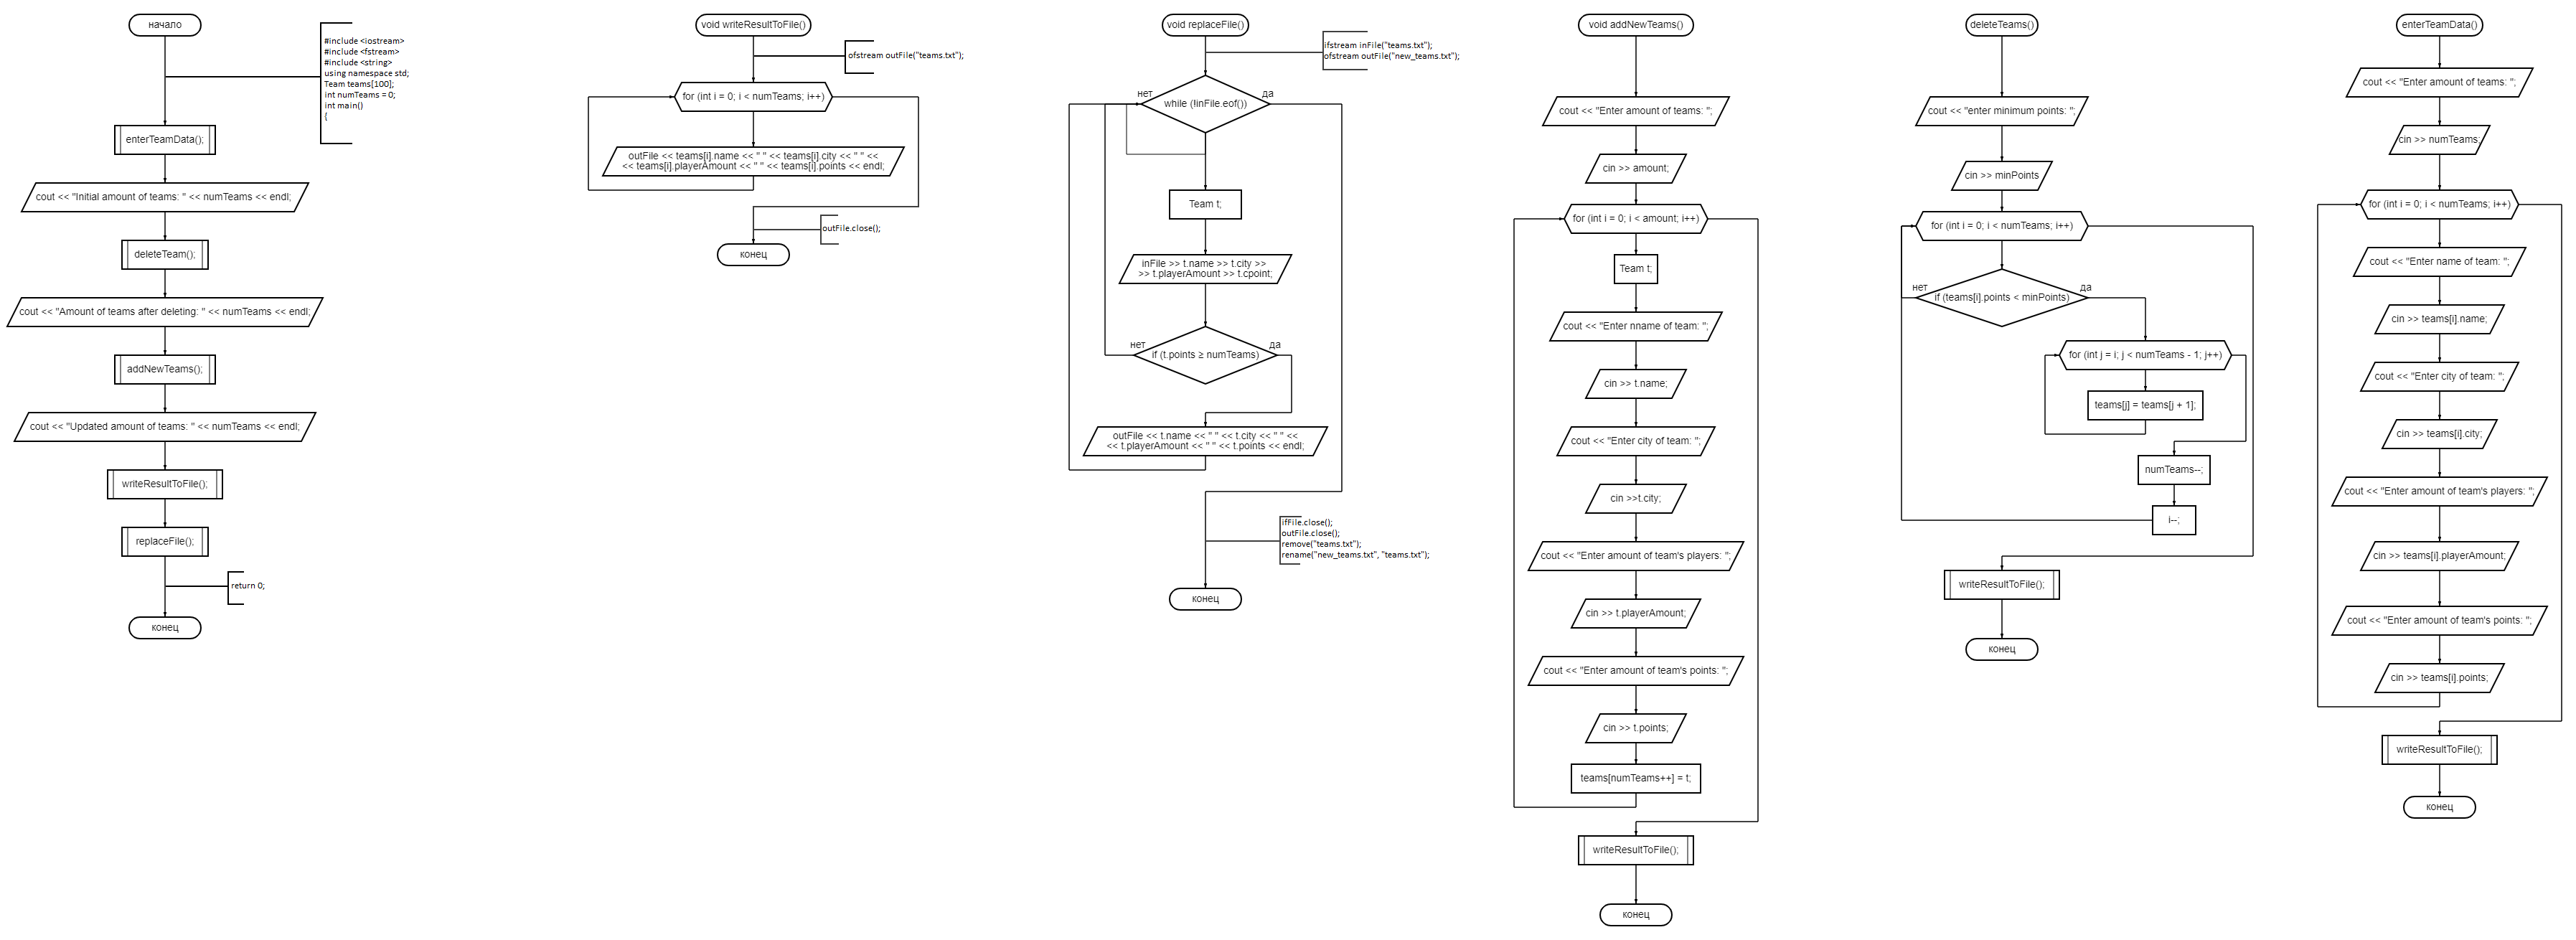 начало
#include <iostream>
#include <fstream>
#include <string>
using namespace std;
Team teams[100];
int numTeams = 0;
int main()
{
enterTeamData();
cout << "Initial amount of teams: " << numTeams << endl;
deleteTeam();
cout << "Amount of teams after deleting: " << numTeams << endl;
addNewTeams();
cout << "Updated amount of teams: " << numTeams << endl;
writeResultToFile();
replaceFile();
return 0;
конец
void writeResultToFile()
ofstream outFile("teams.txt");
for (int i = 0; i < numTeams; i++)
outFile << teams[i].name << " " << teams[i].city << " " <<
<< teams[i].playerAmount << " " << teams[i].points << endl;
outFile.close();
конец
void replaceFile()
ifstream inFile("teams.txt");
ofstream outFile("new_teams.txt");
нет
да
while (!inFile.eof())
Team t;
inFile >> t.name >> t.city >>
>> t.playerAmount >> t.cpoint;
нет
да
if (t.points ≥ numTeams)
outFile << t.name << " " << t.city << " " <<
<< t.playerAmount << " " << t.points << endl;
ifFile.close();
outFile.close();
remove("teams.txt");
rename("new_teams.txt", "teams.txt");
конец
void addNewTeams()
cout << "Enter amount of teams: ";
cin >> amount;
for (int i = 0; i < amount; i++)
Team t;
cout << "Enter nname of team: ";
cin >> t.name;
cout << "Enter city of team: ";
cin >>t.city;
cout << "Enter amount of team's players: ";
cin >> t.playerAmount;
cout << "Enter amount of team's points: ";
cin >> t.points;
teams[numTeams++] = t;
writeResultToFile();
конец
deleteTeams()
cout << "enter minimum points: ";
cin >> minPoints
for (int i = 0; i < numTeams; i++)
нет
да
if (teams[i].points < minPoints)
for (int j = i; j < numTeams - 1; j++)
teams[j] = teams[j + 1];
numTeams--;
i--;
writeResultToFile();
конец
enterTeamData()
cout << "Enter amount of teams: ";
cin >> numTeams;
for (int i = 0; i < numTeams; i++)
cout << "Enter name of team: ";
cin >> teams[i].name;
cout << "Enter city of team: ";
cin >> teams[i].city;
cout << "Enter amount of team's players: ";
cin >> teams[i].playerAmount;
cout << "Enter amount of team's points: ";
cin >> teams[i].points;
writeResultToFile();
конец